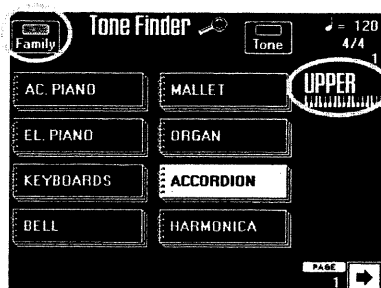 Tone Finder
♩= 120
Family
Tone
4/4
1
AC. PIANO
MALLET
UPPER
EL. PIANO
ORGAN
KEYBOARDS
ACCORDION
BELL
HARMONICA
PAGE
1